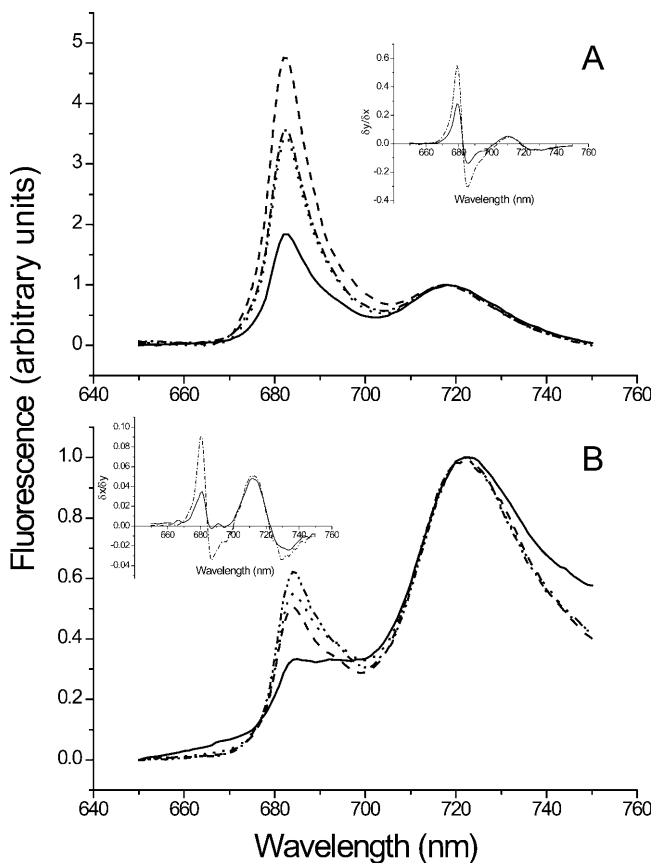 A
5
4
3
2
1
0
640 660 680 700 720 740 760
0.6
0.4
0.2
0.0
-0.2
-0.4
660 680 700 720 740 760
δy/δx
Wavelength (nm)
Fluorescence (arbitrary units)
B
1.0
0.8
0.6
0.4
0.2
0.0
640 660 680 700 720 740 760
0.10
0.08
0.06
0.04
0.02
0.00
-0.02
-0.04
660 680 700 720 740 760
δx/δy
Wavelength (nm)
Wavelength (nm)